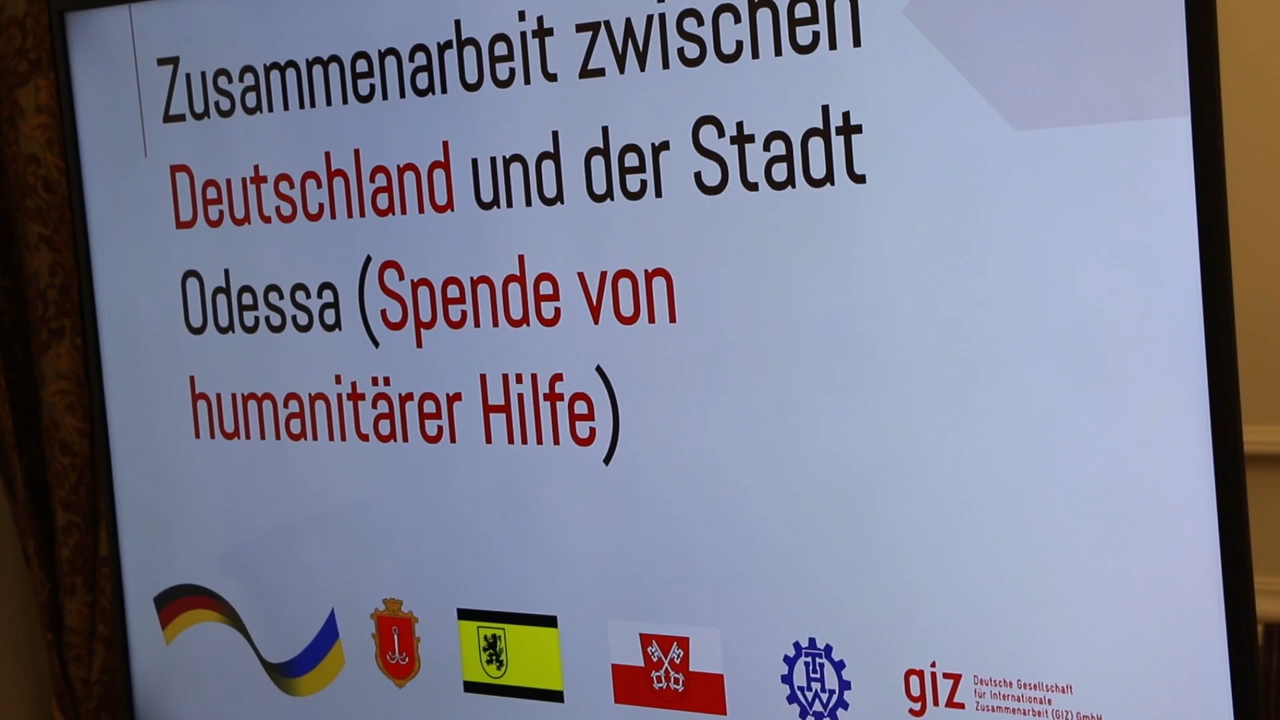 Zusammenarbeit zwischen
Deutschland und der Stadt
Odessa (Spende von
humanitärer Hilfe)
THW
giz
Deutsche Gesellschaft
für Internationale
Zusammenarbeit (GIZ) GmbH